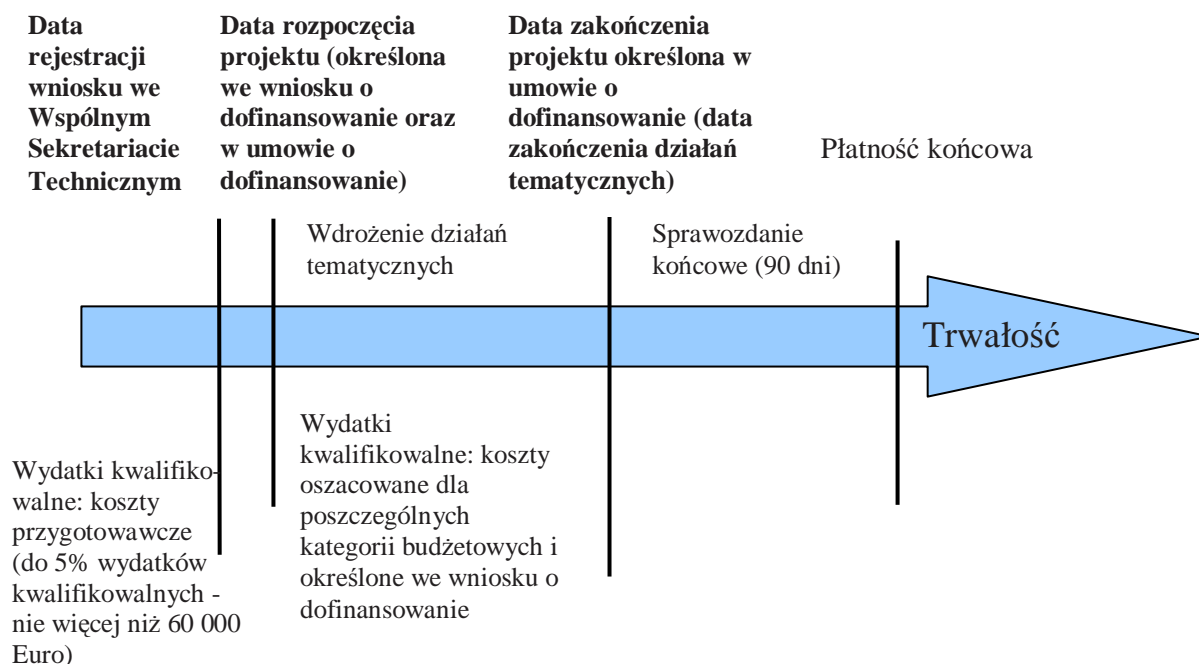 Data
rejestracji
wniosku we
Wspólnym
Sekretariacie
Technicznym
Data rozpoczęcia
projektu (określona
we wniosku o
dofinansowanie oraz
w umowie o
dofinansowanie)
Data zakończenia
projektu określona w
umowie o
dofinansowanie (data
zakończenia działań
tematycznych)
Płatność końcowa
Wdrożenie działań
tematycznych
Sprawozdanie
końcowe (90 dni)
Trwałość
Wydatki kwalifiko-
walne: koszty
przygotowawcze
(do 5% wydatków
kwalifikowalnych -
nie więcej niż 60 000
Euro)
Wydatki
kwalifikowalne: koszty
oszacowane dla
poszczególnych
kategorii budżetowych i
określone we wniosku o
dofinansowanie